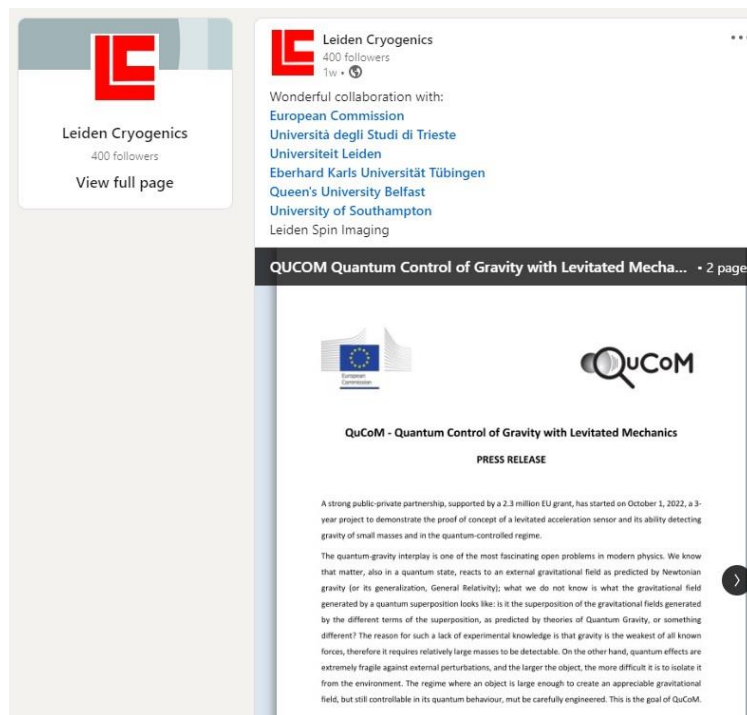 Leiden Cryogenics
400 followers
View full page
Leiden Cryogenics
400 followers
1w •
Wonderful collaboration with:
European Commission
Università degli Studi di Trieste
Universiteit Leiden
Eberhard Karls Universität Tübingen
Queen's University Belfast
University of Southampton
Leiden Spin Imaging
QUCOM Quantum Control of Gravity with Levitated Mecha... • 2 page
European
Commission
QuCoM
QuCoM - Quantum Control of Gravity with Levitated Mechanics
PRESS RELEASE
A strong public-private partnership, supported by a 2.3 million EU grant, has started on October 1, 2022, a 3-
year project to demonstrate the proof of concept of a levitated acceleration sensor and its ability detecting
gravity of small masses and in the quantum-controlled regime.
The quantum-gravity interplay is one of the most fascinating open problems in modern physics. We know
that matter, also in a quantum state, reacts to an external gravitational field as predicted by Newtonian
gravity (or its generalization, General Relativity); what we do not know is what the gravitational field
generated by a quantum superposition looks like: is it the superposition of the gravitational fields generated
by the different terms of the superposition, as predicted by theories of Quantum Gravity, or something
different? The reason for such a lack of experimental knowledge is that gravity is the weakest of all known
forces, therefore it requires relatively large masses to be detectable. On the other hand, quantum effects are
extremely fragile against external perturbations, and the larger the object, the more difficult it is to isolate it
from the environment. The regime where an object is large enough to create an appreciable gravitational
field, but still controllable in its quantum behaviour, mut be carefully engineered. This is the goal of QuCoM.